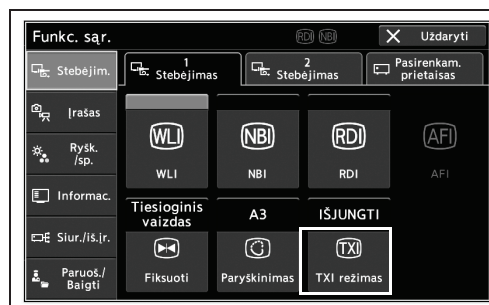 Funkc. sąr.
RDI NBI
Uždaryti
Stebėjim.
1
Stebėjimas
2
Stebėjimas
Pasirenkam.
prietaisas
Įrašas
Ryšk.
/sp.
Informac.
Siur./iš.įr.
Paruoš./
Baigti
WLI
WLI
NBI
NBI
RDI
RDI
AFI
AFI
Tiesioginis
vaizdas
Fiksuoti
A3
Paryškinimas
IŠJUNGTI
TXI
TXI režimas